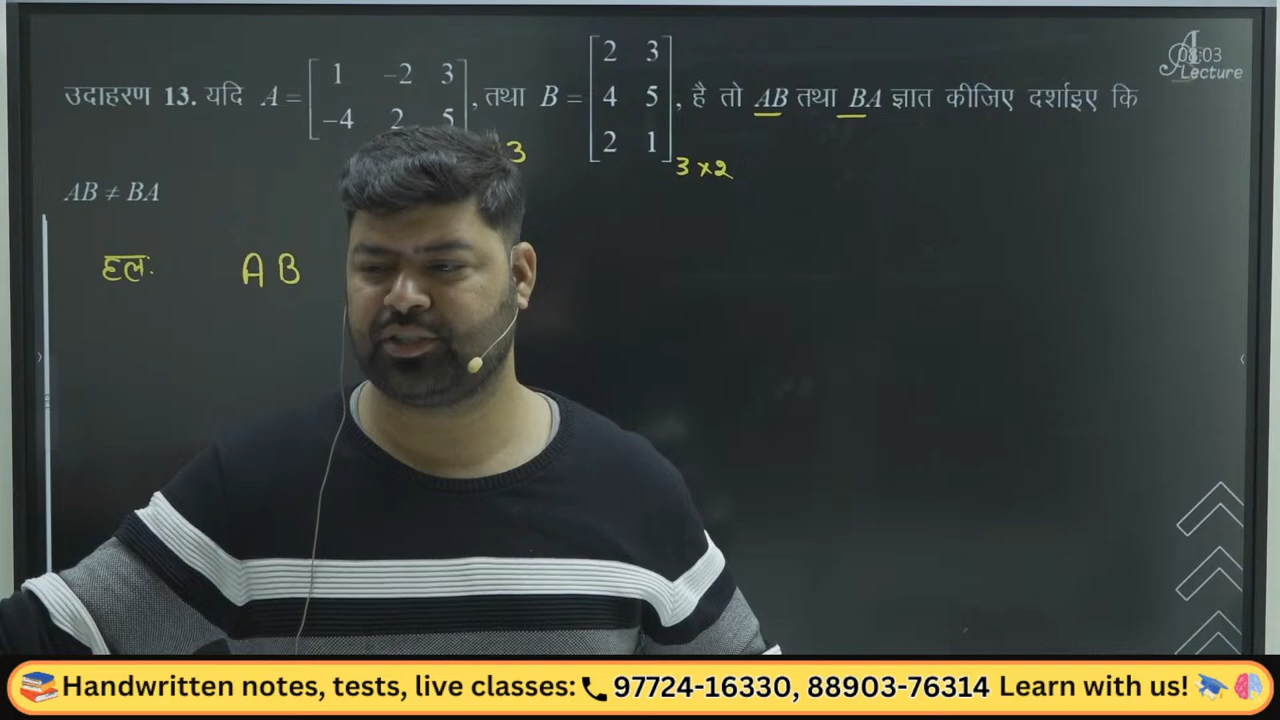 08:03
Lecture
उदाहरण 13. यदि A = [ 1 –2 3 ; –4 2 5 ], तथा B = [ 2 3 ; 4 5 ; 2 1 ], है तो AB तथा BA ज्ञात कीजिए दर्शाइए कि
3
3×2
AB ≠ BA
हल. AB
Handwritten notes, tests, live classes: 97724-16330, 88903-76314 Learn with us!